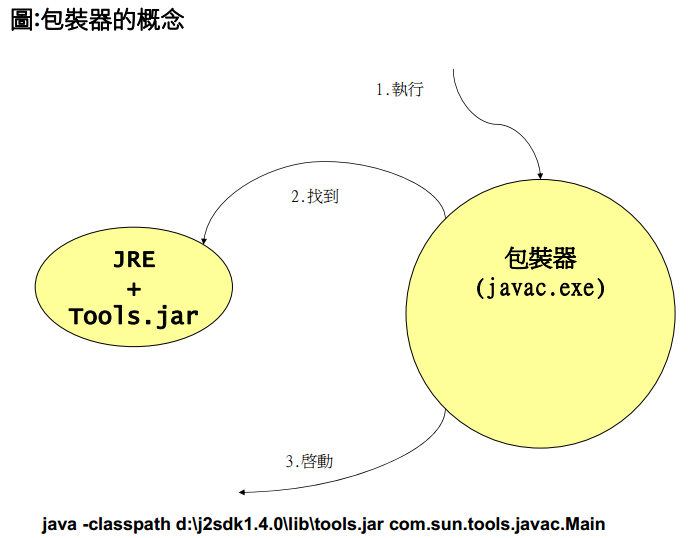 圖:包裝器的概念
1.執行
2.找到
JRE
+
Tools.jar
包裝器
(javac.exe)
3.啓動
java -classpath d:\j2sdk1.4.0\lib\tools.jar com.sun.tools.javac.Main